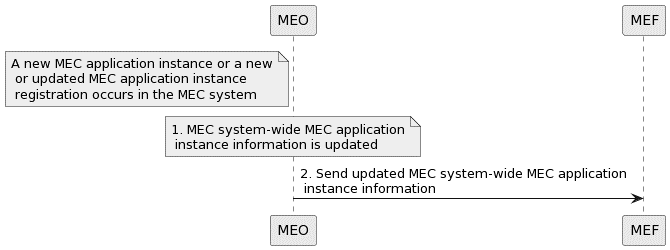 MEO
MEF
A new MEC application instance or a new
or updated MEC application instance
registration occurs in the MEC system
1. MEC system-wide MEC application
instance information is updated
2. Send updated MEC system-wide MEC application
instance information
MEO
MEF